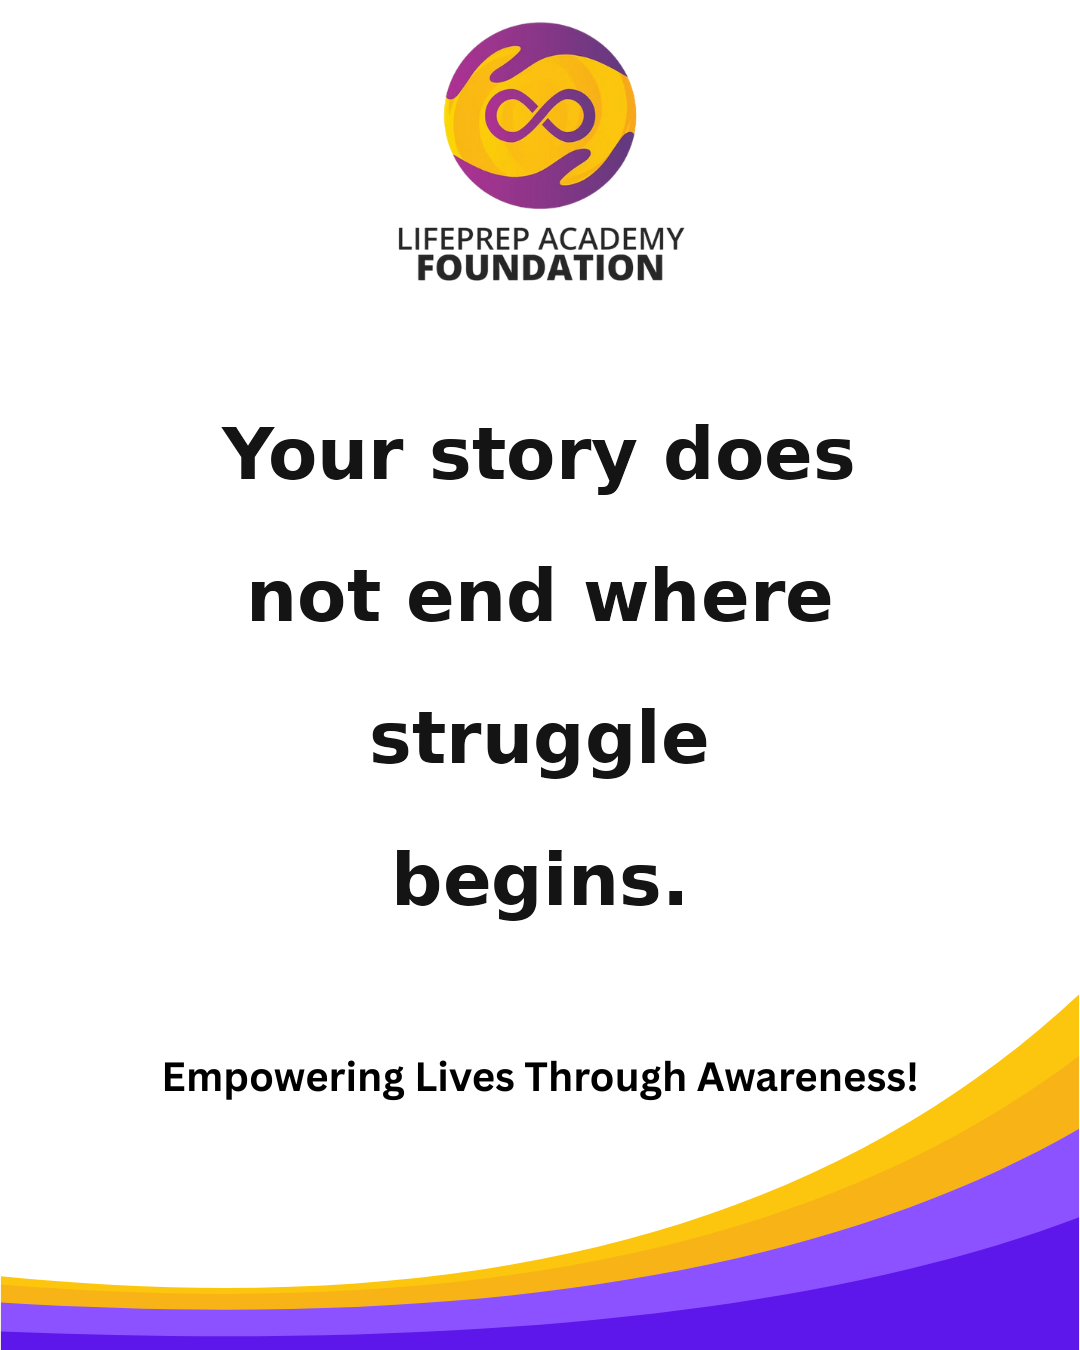 LIFEPREP ACADEMY
FOUNDATION
Your story does
not end where
struggle
begins.
Empowering Lives Through Awareness!